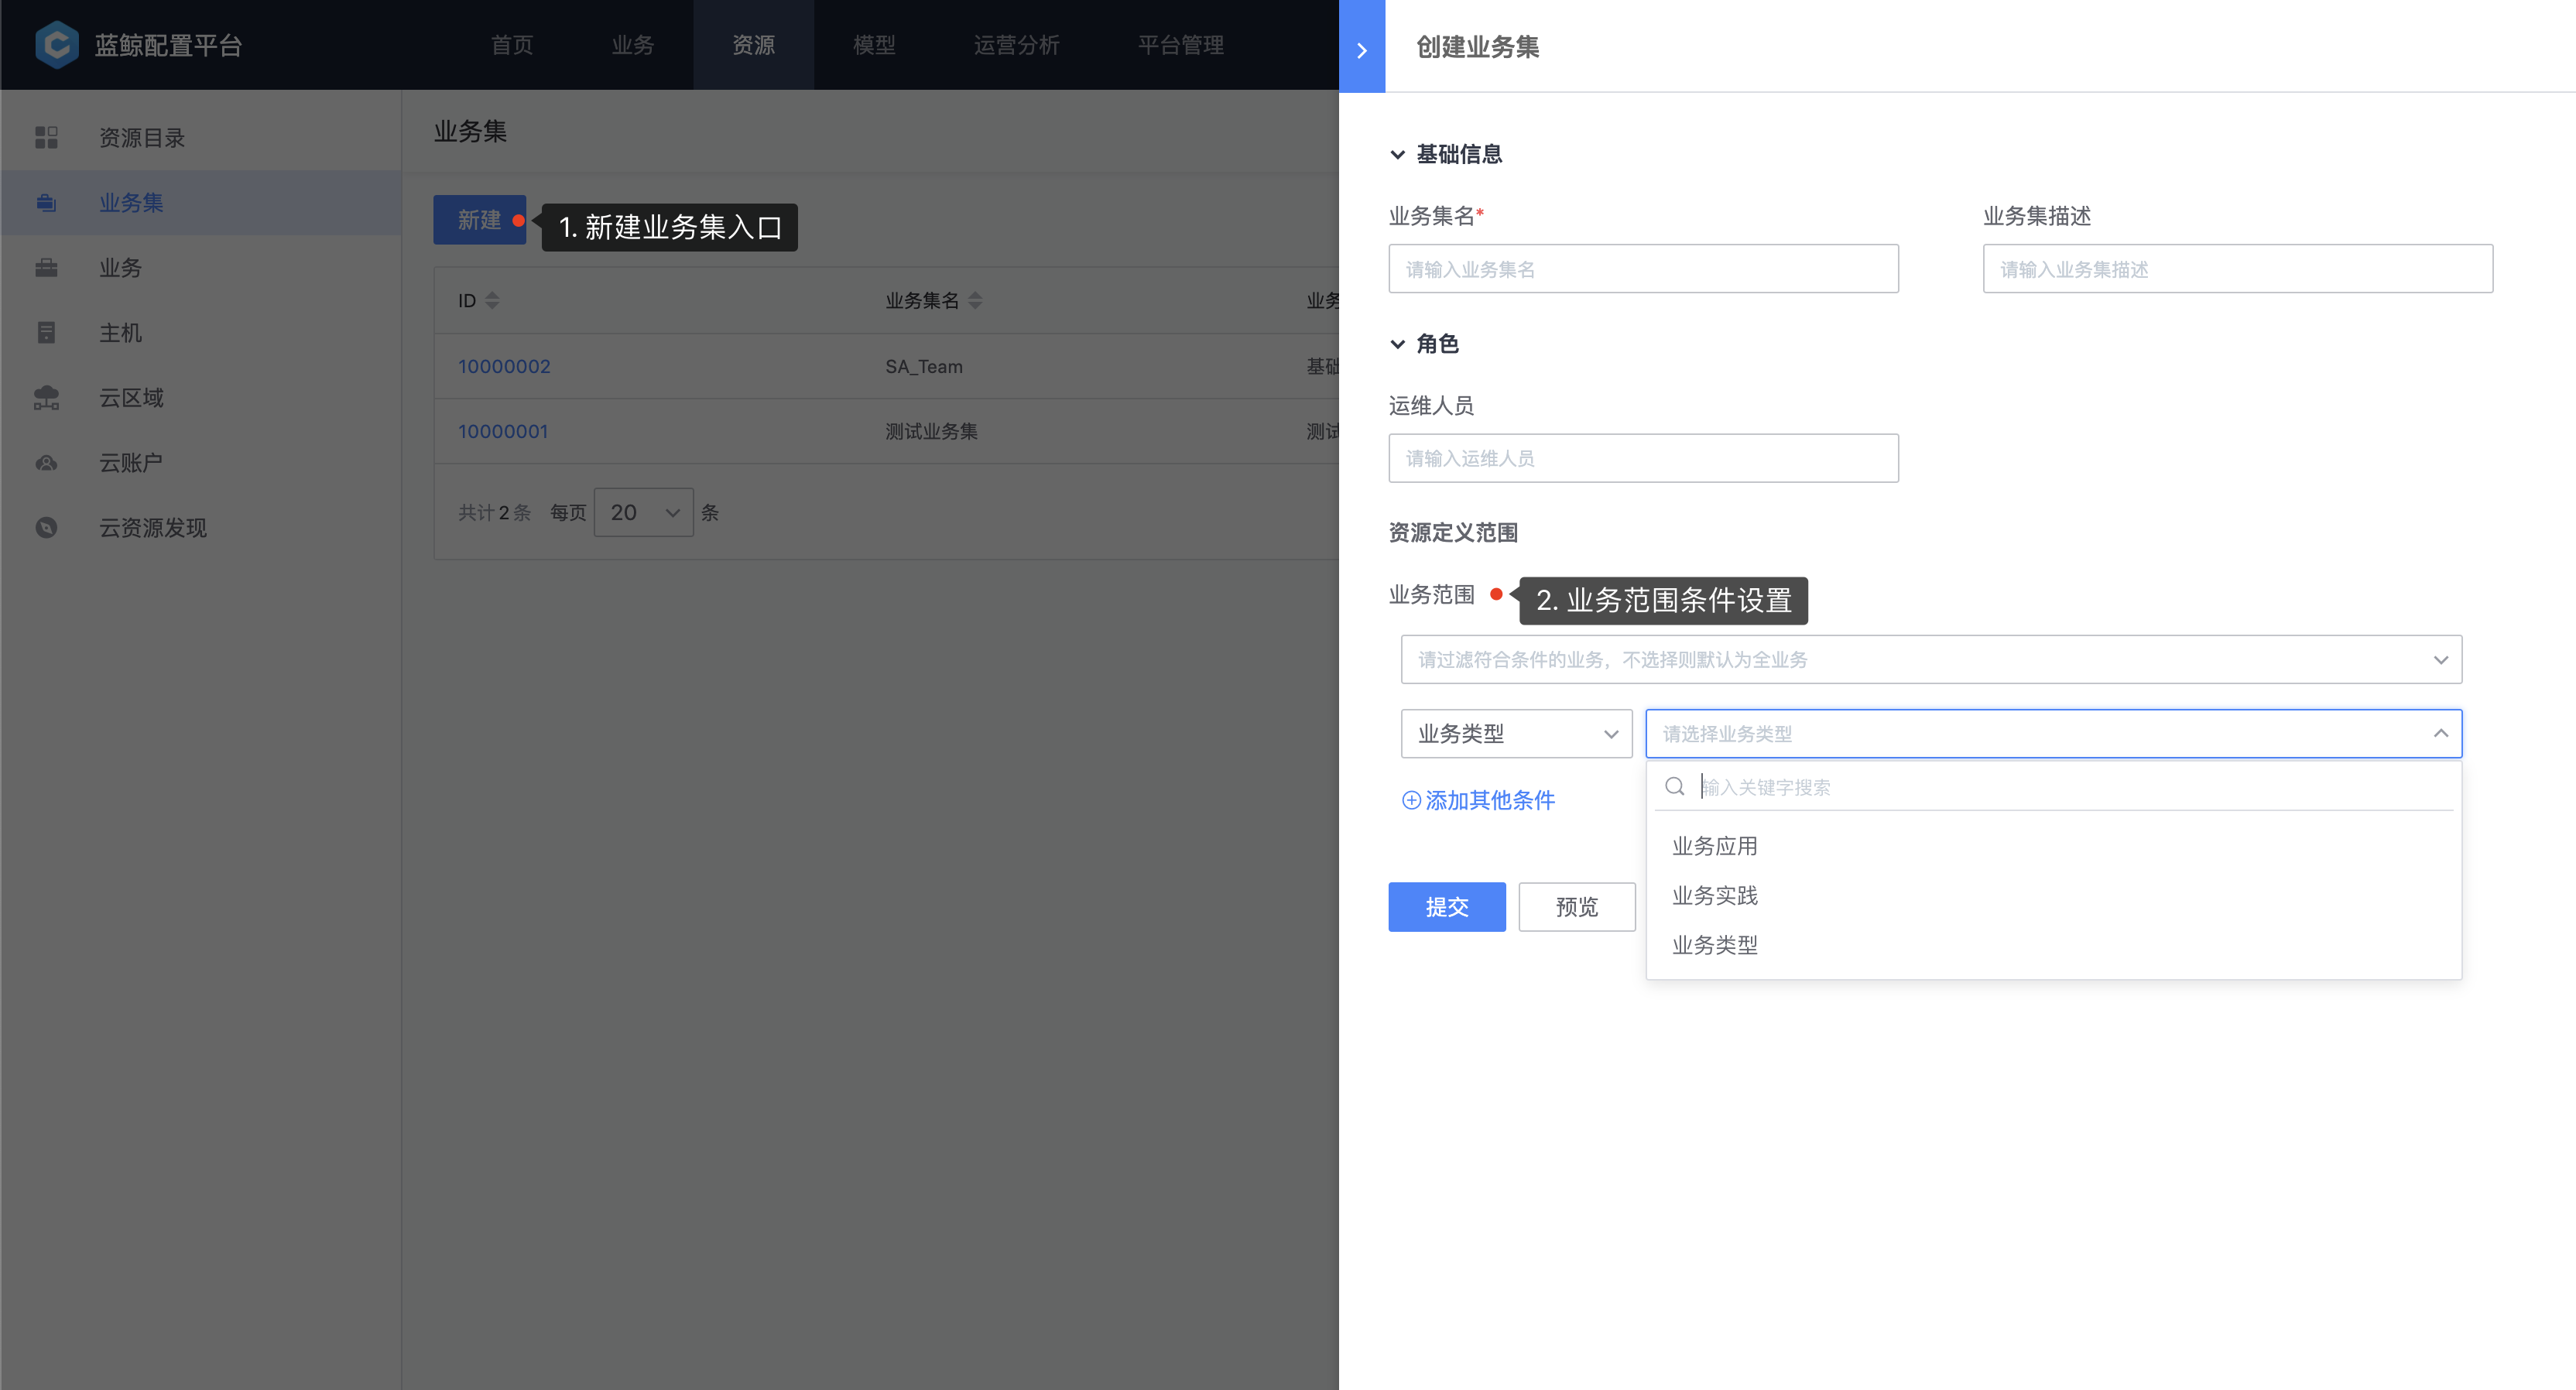 蓝鲸配置平台
首页 业务 资源 模型 运营分析 平台管理
资源目录
业务集
业务
主机
云区域
云账户
云资源发现
业务集
新建
1. 新建业务集入口
ID 业务集名 业务
10000002 SA_Team 基础
10000001 测试业务集 测试
共计 2 条 每页 20 条
创建业务集
基础信息
业务集名* 业务集描述
请输入业务集名 请输入业务集描述
角色
运维人员
请输入运维人员
资源定义范围
业务范围
2. 业务范围条件设置
请过滤符合条件的业务，不选择则默认为全业务
业务类型 请选择业务类型
输入关键字搜索
添加其他条件
业务应用
业务实践
业务类型
提交 预览